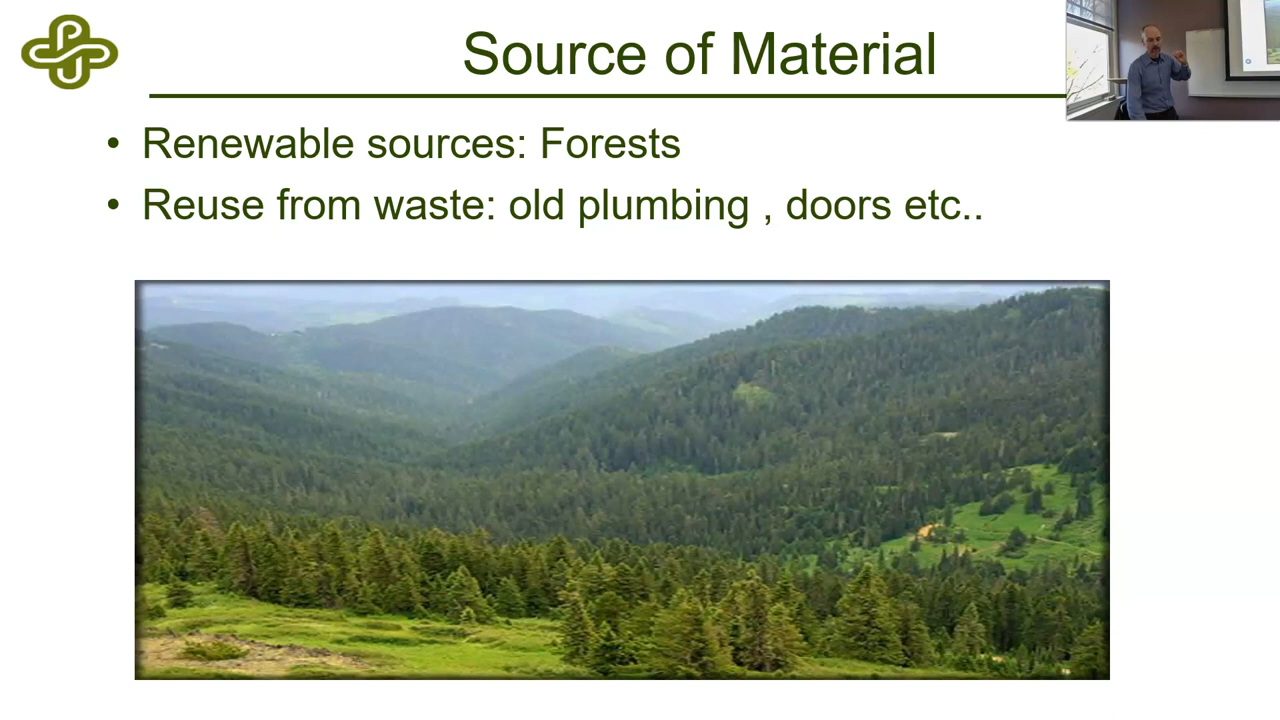 Source of Material
• Renewable sources: Forests
• Reuse from waste: old plumbing , doors etc..